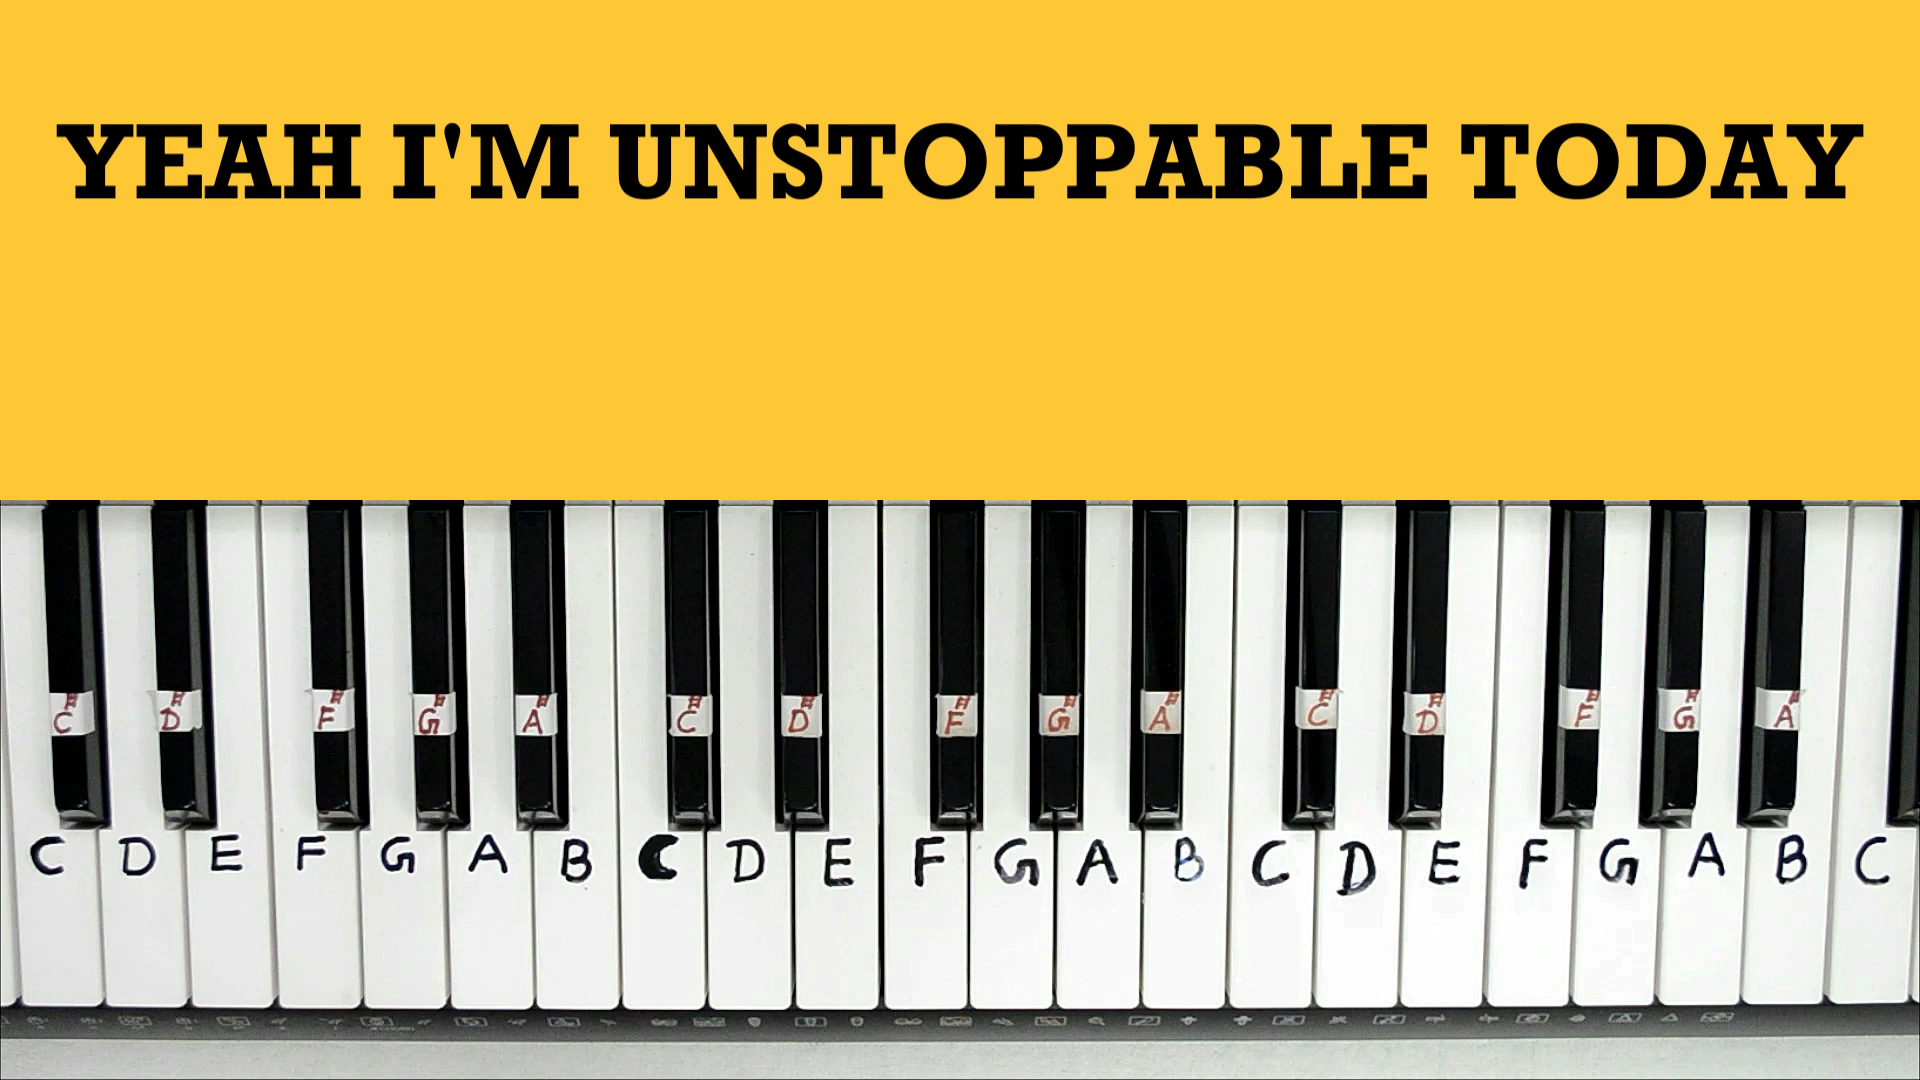 YEAH I'M UNSTOPPABLE TODAY
C# D# F# G# A# C# D# F# G# A# C# D# F# G# A#
C D E F G A B C D E F G A B C D E F G A B C